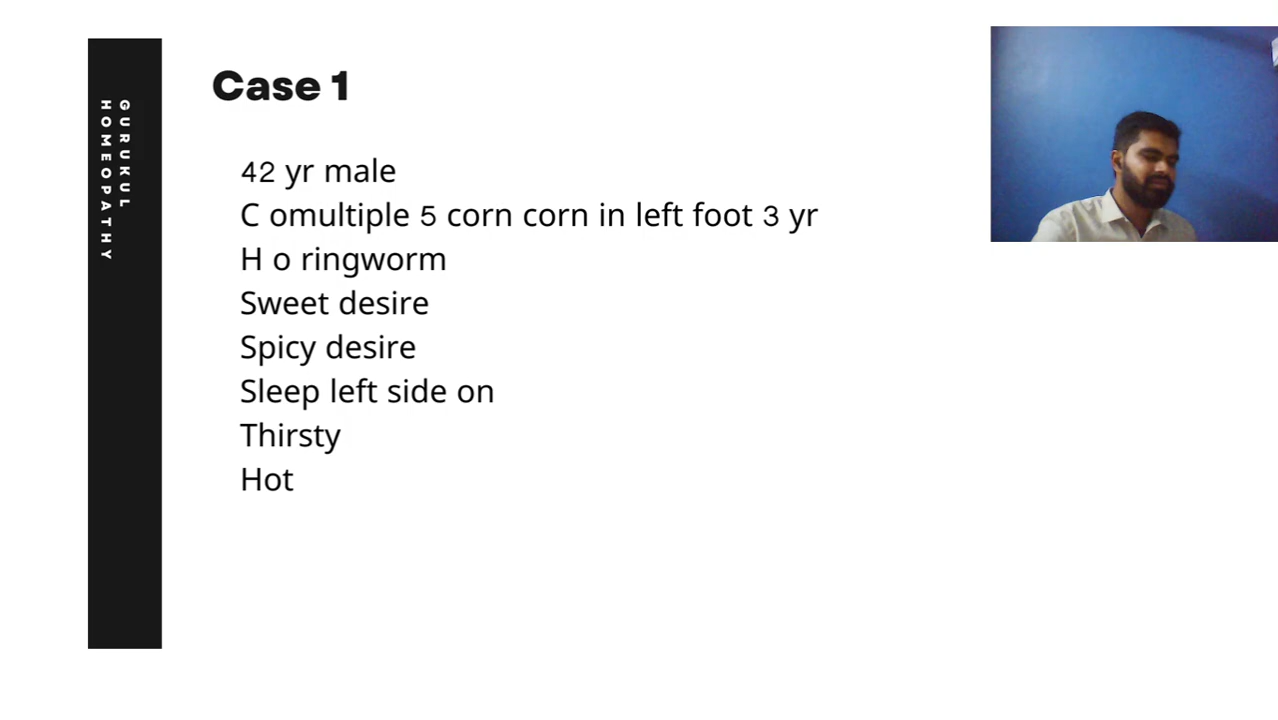 GURUKUL
HOMEOPATHY
Case 1
42 yr male
C omultiple 5 corn corn in left foot 3 yr
H o ringworm
Sweet desire
Spicy desire
Sleep left side on
Thirsty
Hot